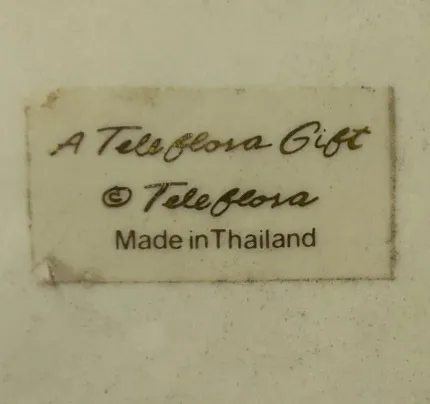 A Teleflora Gift
© Teleflora
Made in Thailand